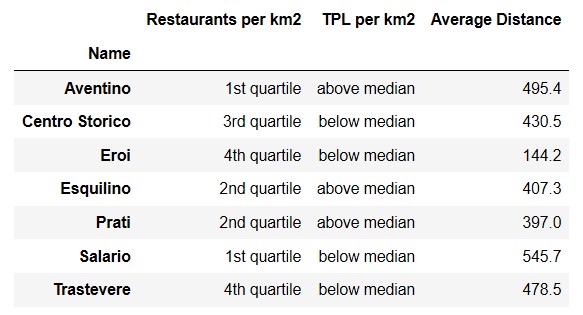 Restaurants per km2 TPL per km2 Average Distance
Name
Aventino 1st quartile above median 495.4
Centro Storico 3rd quartile below median 430.5
Eroi 4th quartile below median 144.2
Esquilino 2nd quartile above median 407.3
Prati 2nd quartile above median 397.0
Salario 1st quartile below median 545.7
Trastevere 4th quartile below median 478.5